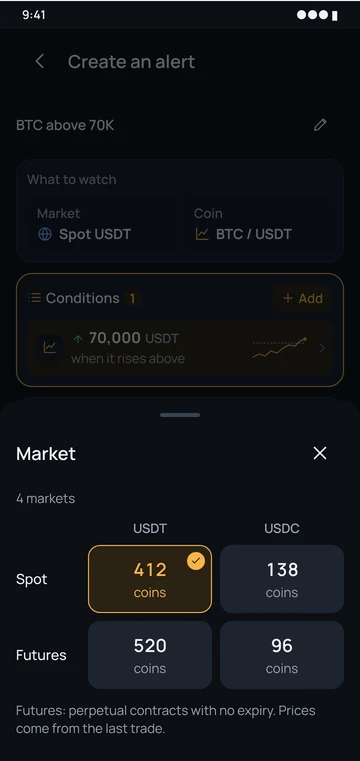 9:41
Create an alert
BTC above 70K
What to watch
Market
Coin
Spot USDT
BTC / USDT
Conditions 1
+ Add
70,000 USDT
when it rises above
Market
4 markets
USDT
USDC
Spot
412
coins
138
coins
Futures
520
coins
96
coins
Futures: perpetual contracts with no expiry. Prices
come from the last trade.